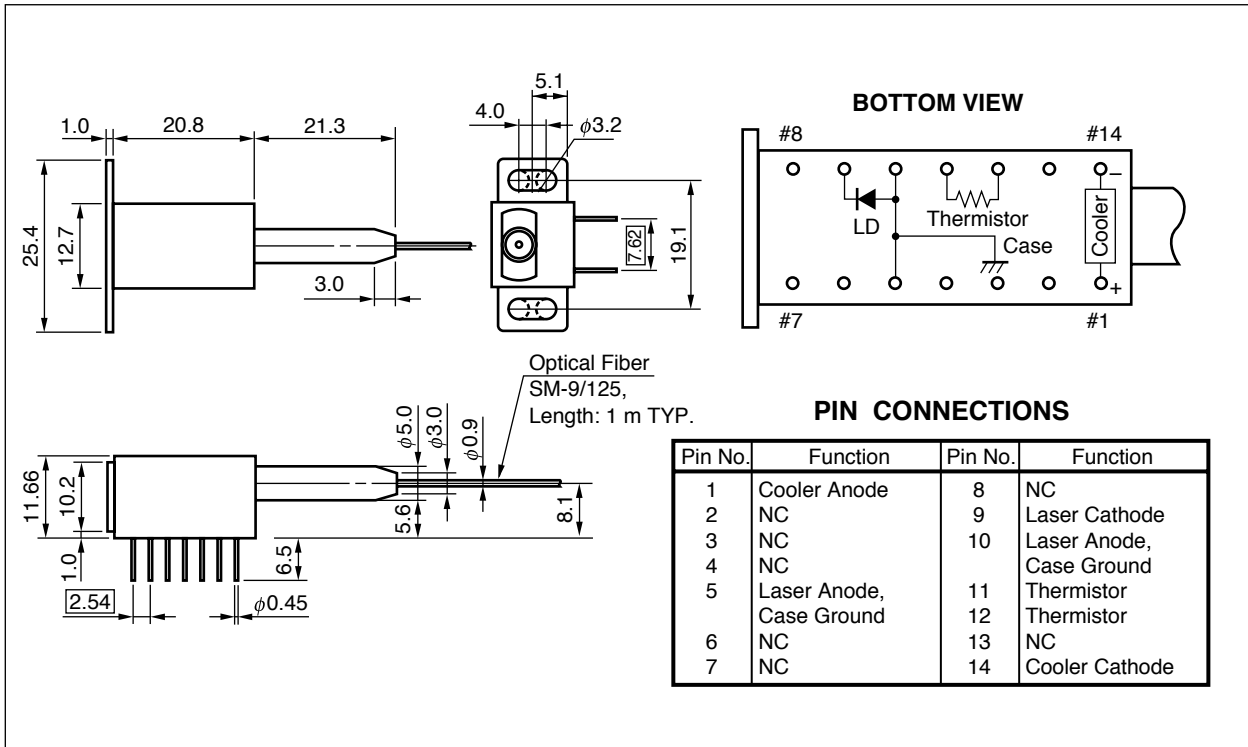 1.0
20.8
21.3
25.4
12.7
3.0
5.1
4.0
φ3.2
7.62
19.1
BOTTOM VIEW
#8
#14
–
LD
Thermistor
Case
Cooler
+
#7
#1
Optical Fiber
SM-9/125,
Length: 1 m TYP.
11.66
10.2
1.0
2.54
6.5
φ0.45
φ5.0
φ3.0
φ0.9
5.6
8.1
PIN CONNECTIONS
Pin No. Function Pin No. Function
1 Cooler Anode 8 NC
2 NC 9 Laser Cathode
3 NC 10 Laser Anode,
4 NC Case Ground
5 Laser Anode, 11 Thermistor
Case Ground 12 Thermistor
6 NC 13 NC
7 NC 14 Cooler Cathode